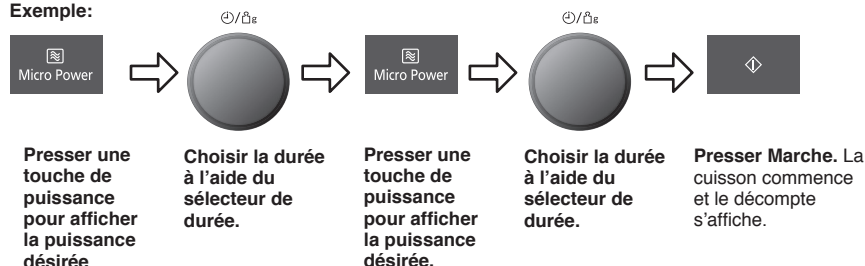 Exemple:
g
g
Micro Power
Micro Power
Presser une
touche de
puissance
pour afficher
la puissance
désirée
Choisir la durée
à l'aide du
sélecteur de
durée.
Presser une
touche de
puissance
pour afficher
la puissance
désirée.
Choisir la durée
à l'aide du
sélecteur de
durée.
Presser Marche. La
cuisson commence
et le décompte
s'affiche.